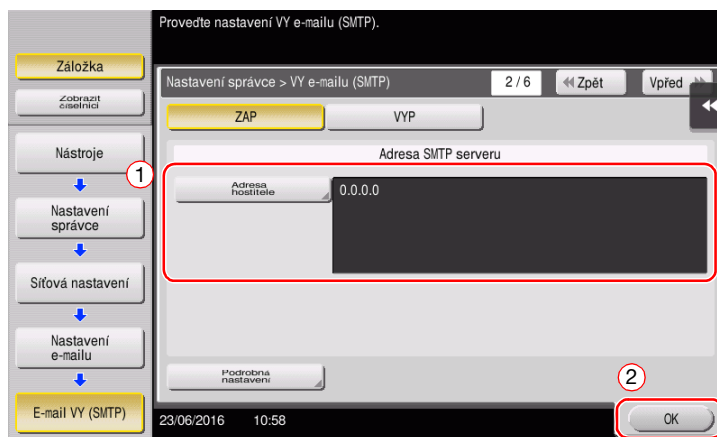 Proveďte nastavení VY e-mailu (SMTP).
Záložka
Zobrazit
číselnici
Nástroje
1
Nastavení
správce
Síťová nastavení
Nastavení
e-mailu
E-mail VY (SMTP)
Nastavení správce > VY e-mailu (SMTP)
2 / 6
Zpět
Vpřed
ZAP
VYP
Adresa SMTP serveru
Adresa
hostitele
0.0.0.0
Podrobná
nastavení
2
23/06/2016 10:58
OK